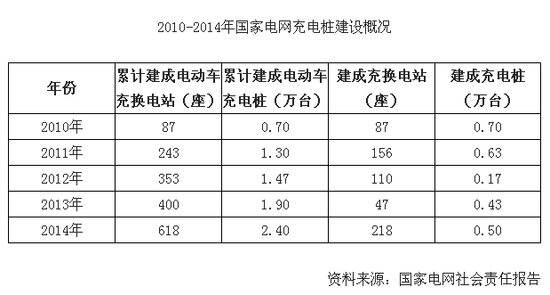 2010-2014年国家电网充电桩建设概况
年份 累计建成电动车充换电站（座） 累计建成电动车充电桩（万台） 建成充换电站（座） 建成充电桩（万台）
2010年 87 0.70 87 0.70
2011年 243 1.30 156 0.63
2012年 353 1.47 110 0.17
2013年 400 1.90 47 0.43
2014年 618 2.40 218 0.50
资料来源：国家电网社会责任报告